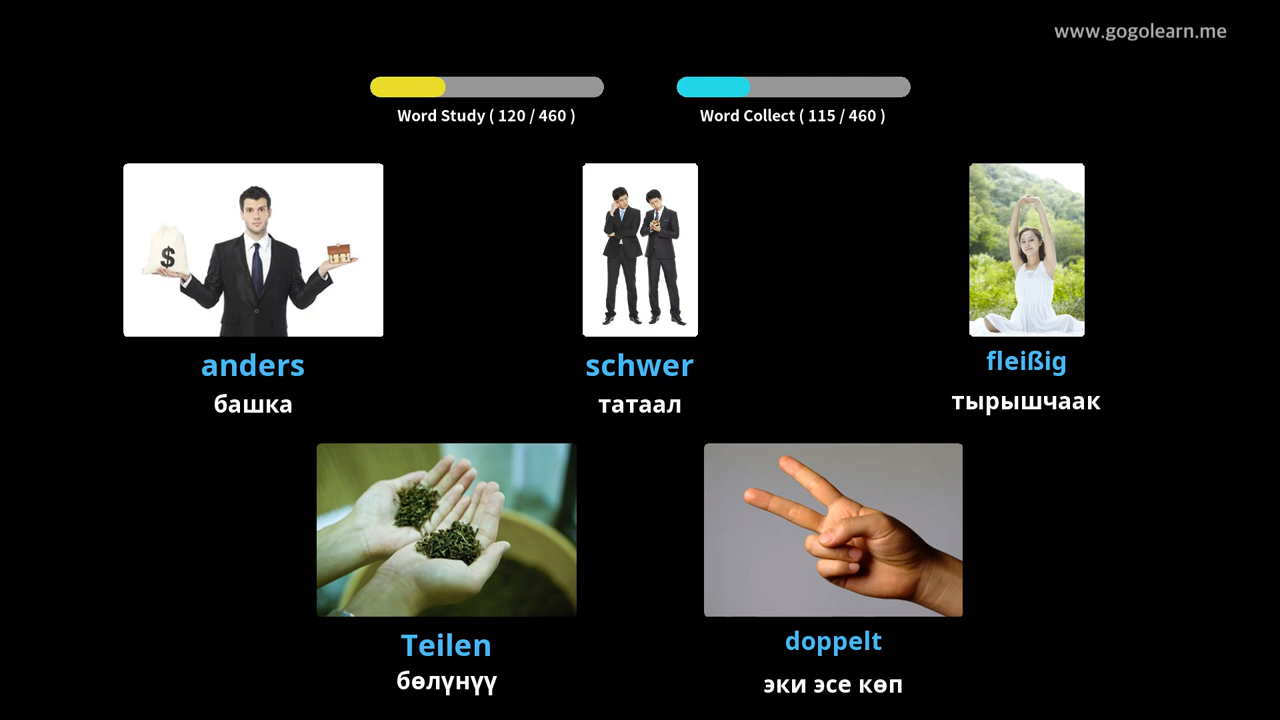 www.gogolearn.me
Word Study ( 120 / 460 )
Word Collect ( 115 / 460 )
$
anders
башка
schwer
татаал
fleißig
тырышчаак
Teilen
бөлүнүү
doppelt
эки эсе көп